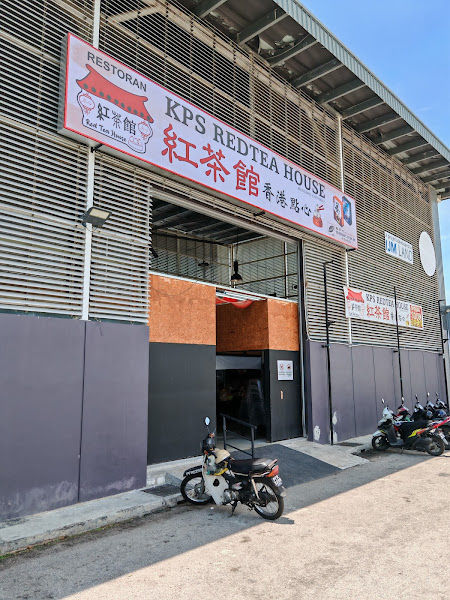 RESTORAN
紅茶館
Red Tea House
KPS REDTEA HOUSE
紅茶館 香港點心
IJM LAND
KPS REDTEA HOUSE
紅茶館